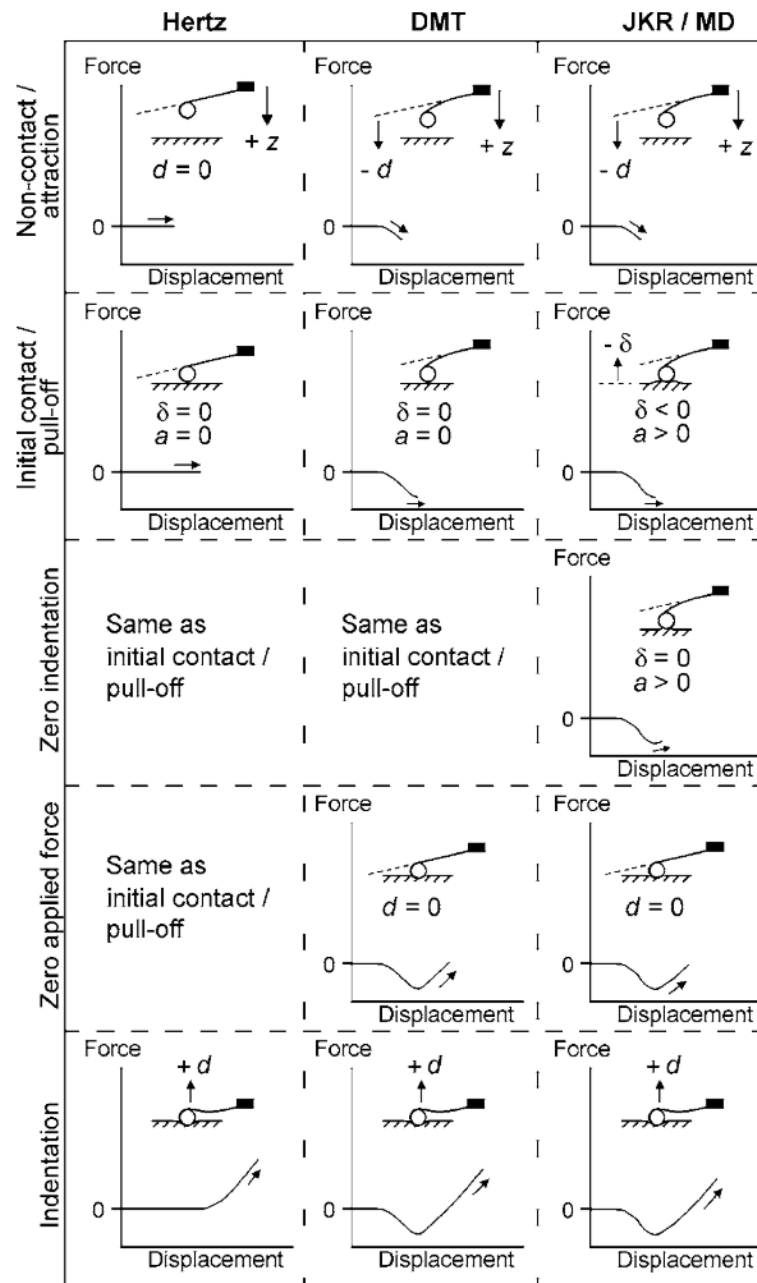 Hertz
DMT
JKR / MD
Non-contact /
attraction
Force
+ z
d = 0
0
Displacement
Force
- d
+ z
0
Displacement
Force
- d
+ z
0
Displacement
Initial contact /
pull-off
Force
δ = 0
a = 0
0
Displacement
Force
δ = 0
a = 0
0
Displacement
Force
- δ
δ < 0
a > 0
0
Displacement
Zero indentation
Same as
initial contact /
pull-off
Same as
initial contact /
pull-off
Force
δ = 0
a > 0
0
Displacement
Zero applied force
Same as
initial contact /
pull-off
Force
d = 0
0
Displacement
Force
d = 0
0
Displacement
Indentation
Force
+ d
0
Displacement
Force
+ d
0
Displacement
Force
+ d
0
Displacement